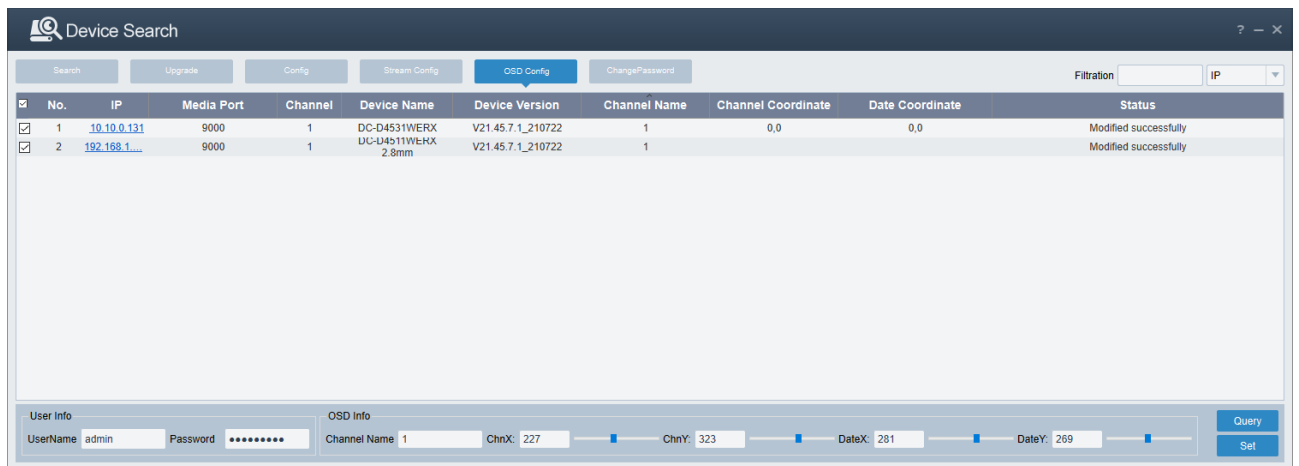 Device Search
? – ×
Search Upgrade Config Stream Config OSD Config ChangePassword Filtration IP
No. IP Media Port Channel Device Name Device Version Channel Name Channel Coordinate Date Coordinate Status
1 10.10.0.131 9000 1 DC-D4531WERX V21.45.7.1_210722 1 0,0 0,0 Modified successfully
2 192.168.1.... 9000 1 DC-D4511WERX 2.8mm V21.45.7.1_210722 1 Modified successfully
User Info OSD Info
UserName admin Password ●●●●●●●●● Channel Name 1 ChnX: 227 ChnY: 323 DateX: 281 DateY: 269
Query
Set